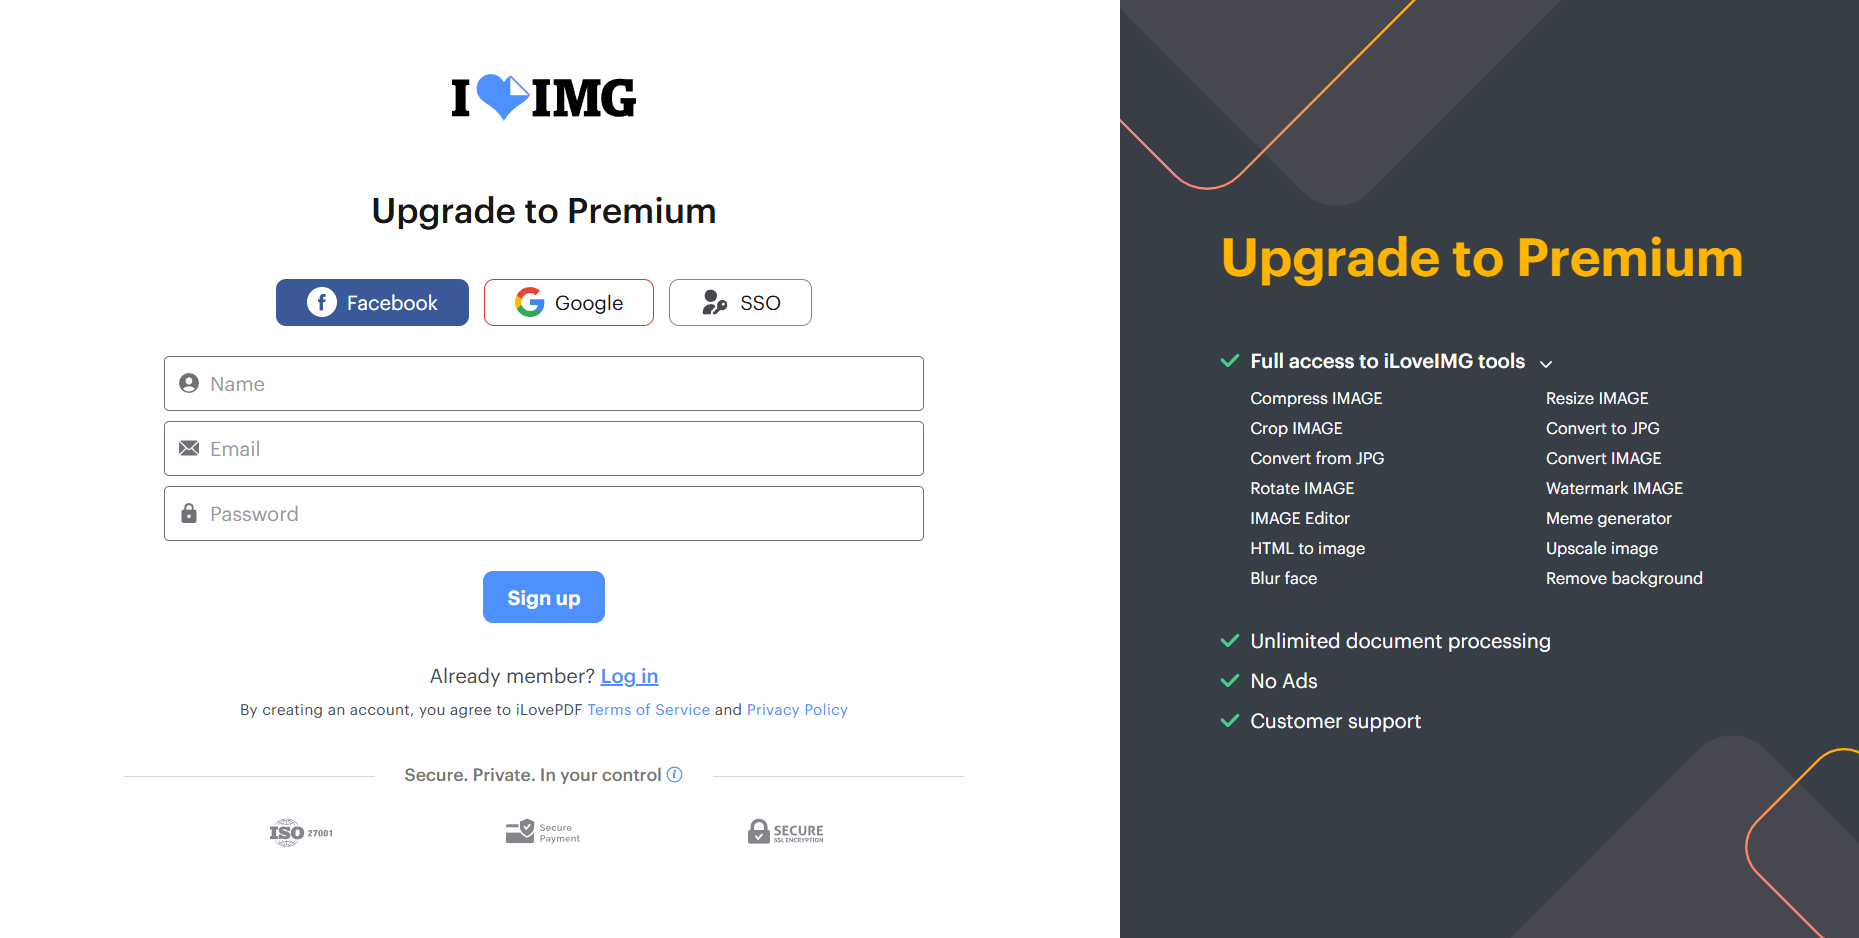 I IMG
Upgrade to Premium
Facebook
Google
SSO
Name
Email
Password
Sign up
Already member? Log in
By creating an account, you agree to iLovePDF Terms of Service and Privacy Policy
Secure. Private. In your control
ISO 27001
Secure
Payment
SECURE
SSL ENCRYPTION
Upgrade to Premium
Full access to iLoveIMG tools
Compress IMAGE
Resize IMAGE
Crop IMAGE
Convert to JPG
Convert from JPG
Convert IMAGE
Rotate IMAGE
Watermark IMAGE
IMAGE Editor
Meme generator
HTML to image
Upscale image
Blur face
Remove background
Unlimited document processing
No Ads
Customer support